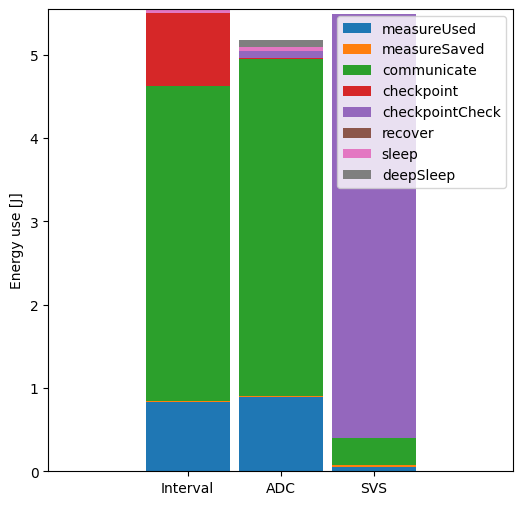 measureUsed
measureSaved
communicate
checkpoint
checkpointCheck
recover
sleep
deepSleep
Energy use [J]
5
4
3
2
1
0
Interval ADC SVS